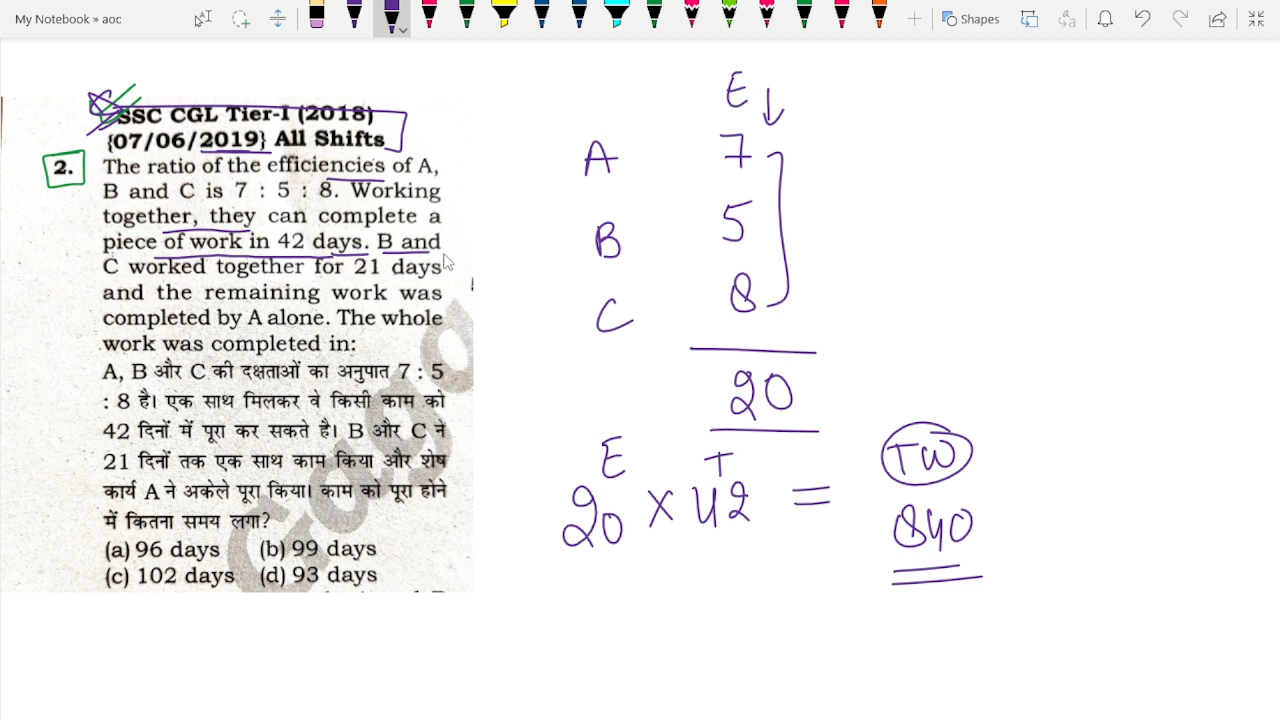 My Notebook » aoc
Shapes
SSC CGL Tier-I (2018)
{07/06/2019} All Shifts
2. The ratio of the efficiencies of A,
B and C is 7 : 5 : 8. Working
together, they can complete a
piece of work in 42 days. B and
C worked together for 21 days
and the remaining work was
completed by A alone. The whole
work was completed in:
A, B और C की दक्षताओं का अनुपात 7 : 5
: 8 है। एक साथ मिलकर वे किसी काम को
42 दिनों में पूरा कर सकते है। B और C ने
21 दिनों तक एक साथ काम किया और शेष
कार्य A ने अकेले पूरा किया। काम को पूरा होने
में कितना समय लगा?
(a) 96 days (b) 99 days
(c) 102 days (d) 93 days
E
A 7
B 5
C 8
20
E T TW
20 × 42 = 840